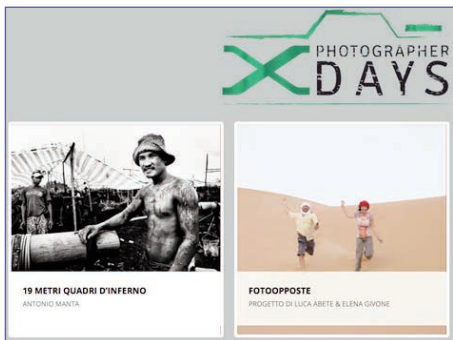 PHOTOGRAPHER
X DAYS
19 METRI QUADRI D'INFERNO
ANTONIO MANTA
FOTOOPPOSTE
PROGETTO DI LUCA ABETE & ELENA GIVONE